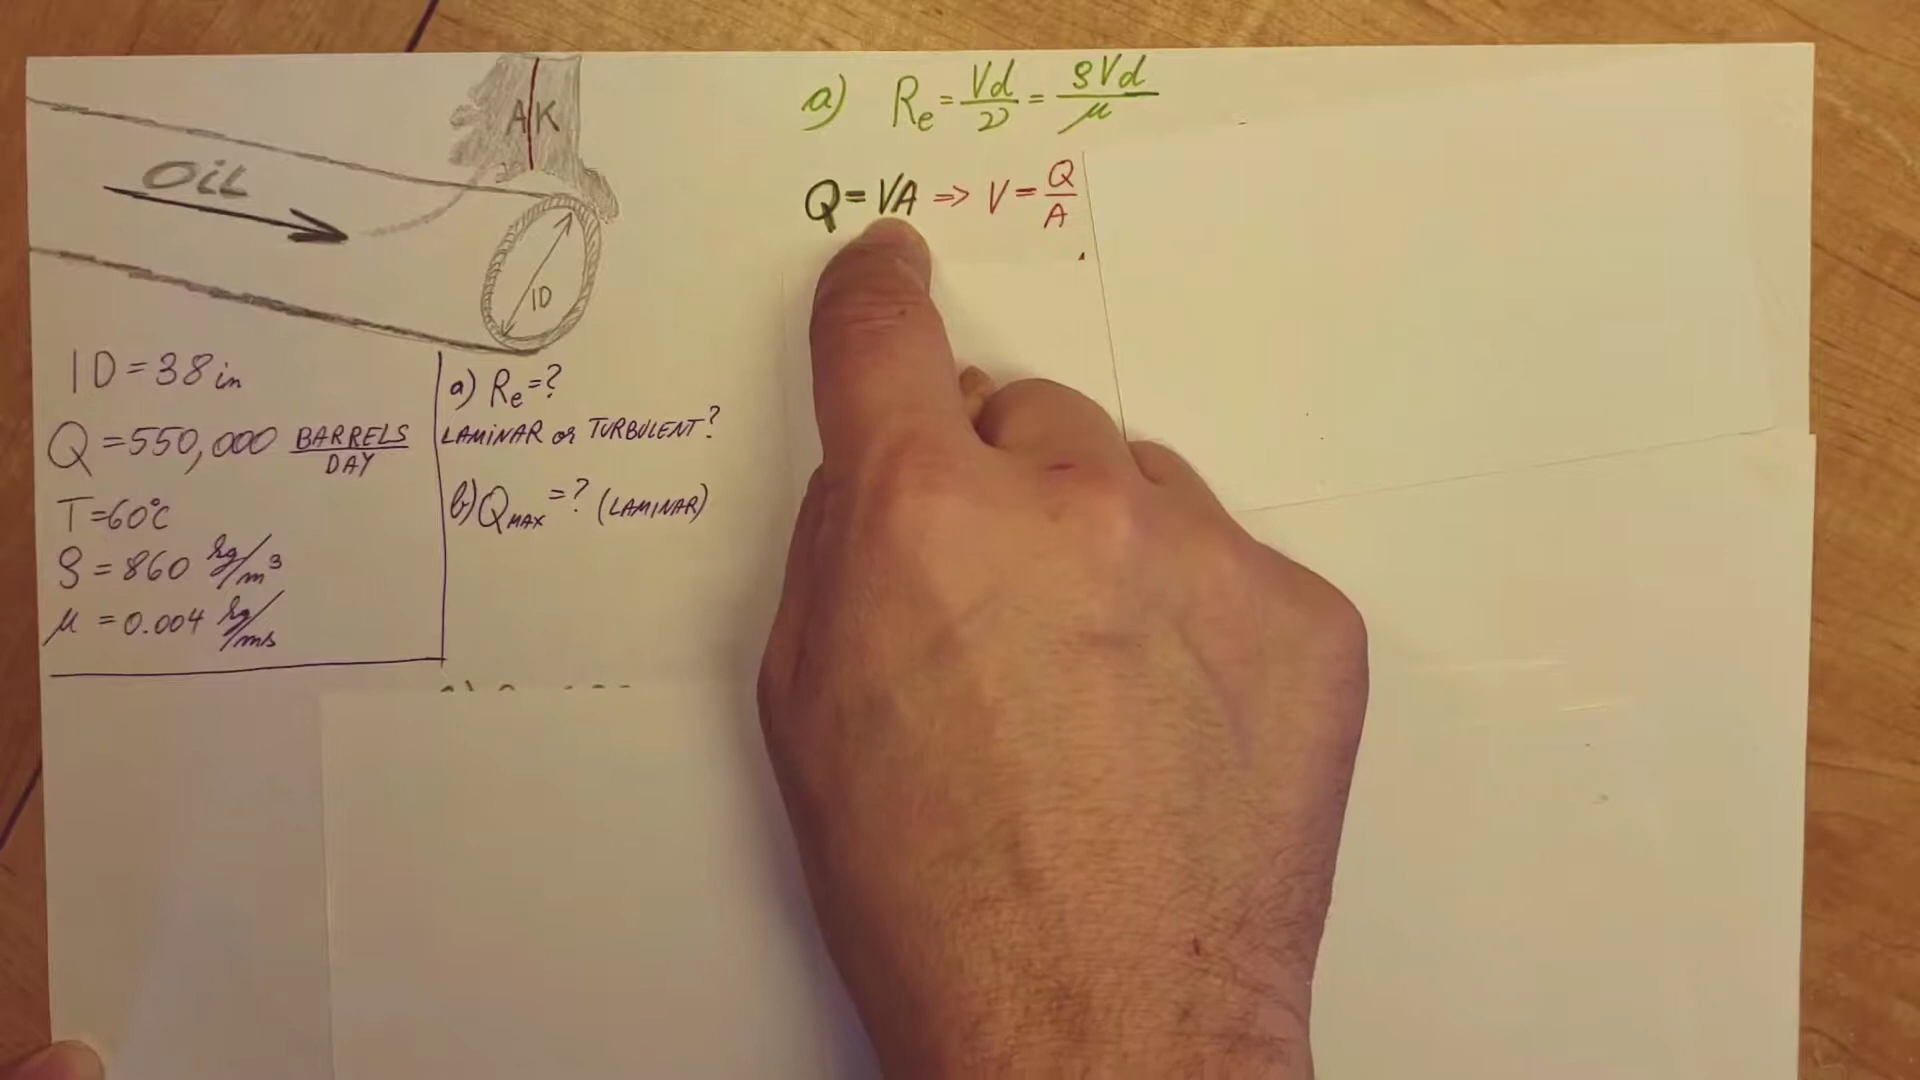 A K
OiL
ID
ID = 38 in
Q = 550,000 BARRELS/DAY
T = 60°C
ρ = 860 kg/m³
μ = 0.004 kg/ms
a) Re = ?
LAMINAR or TURBULENT?
b) QMAX = ? (LAMINAR)
a) Re = Vd/ν = ρVd/μ
Q = VA ⇒ V = Q/A